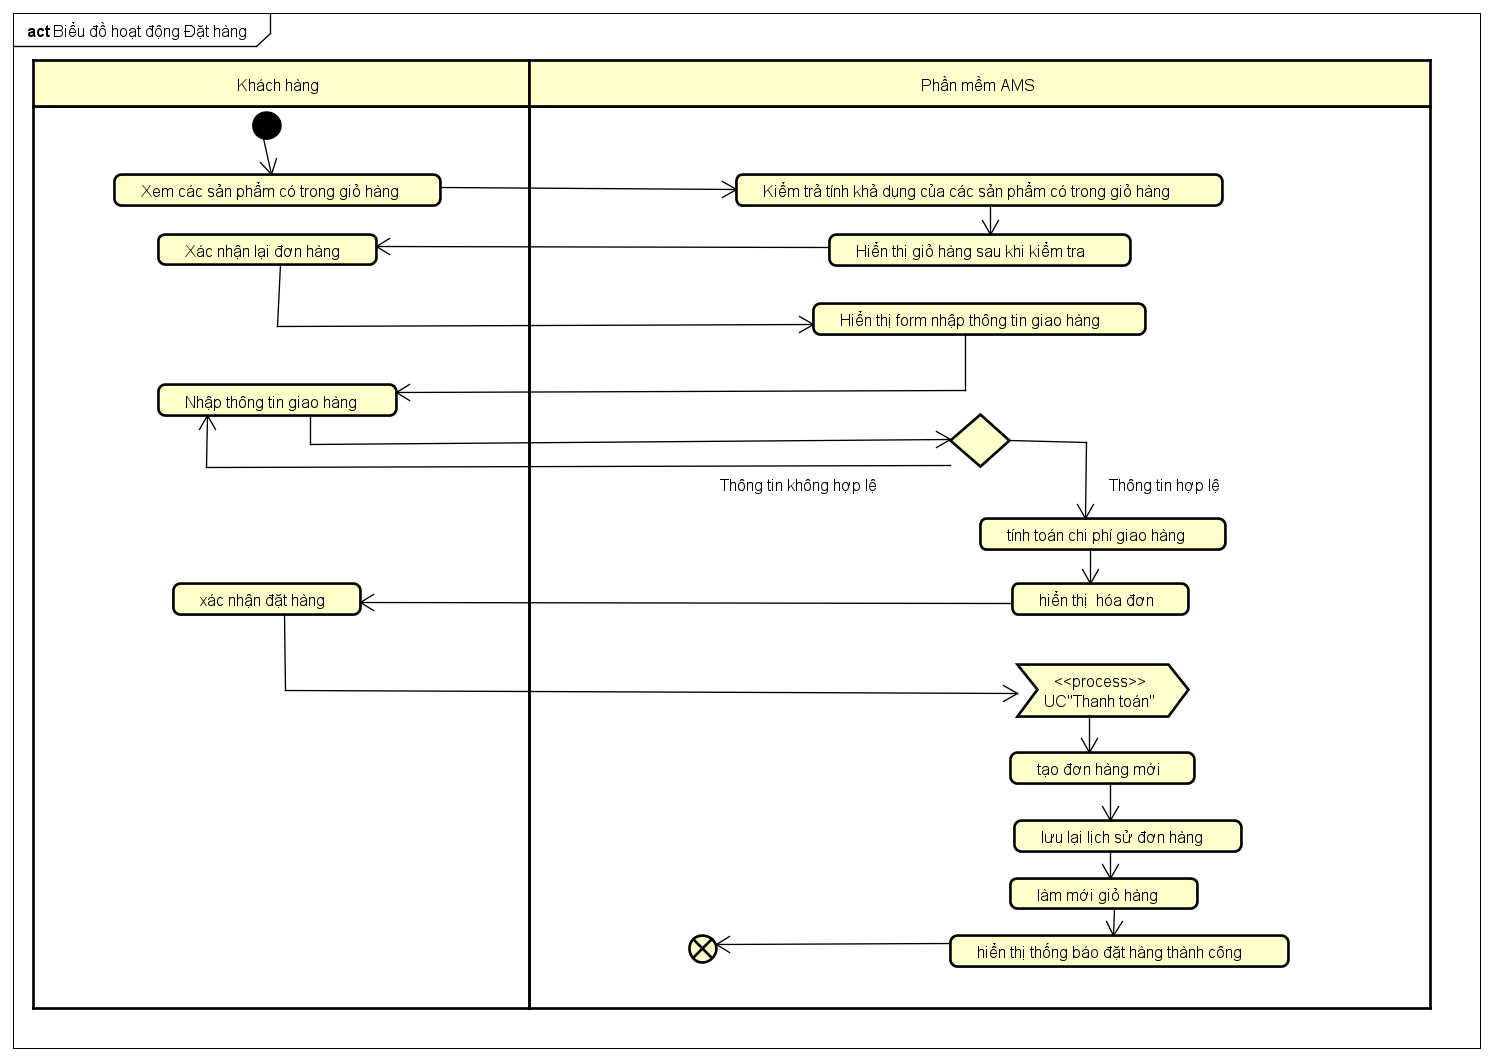 act Biểu đồ hoạt động Đặt hàng
Khách hàng
Phần mềm AMS
Xem các sản phẩm có trong giỏ hàng
Kiểm trả tính khả dụng của các sản phẩm có trong giỏ hàng
Xác nhận lại đơn hàng
Hiển thị giỏ hàng sau khi kiểm tra
Hiển thị form nhập thông tin giao hàng
Nhập thông tin giao hàng
Thông tin không hợp lệ
Thông tin hợp lệ
tính toán chi phí giao hàng
xác nhận đặt hàng
hiển thị  hóa đơn
<<process>>
UC"Thanh toán"
tạo đơn hàng mới
lưu lại lịch sử đơn hàng
làm mới giỏ hàng
hiển thị thống báo đặt hàng thành công